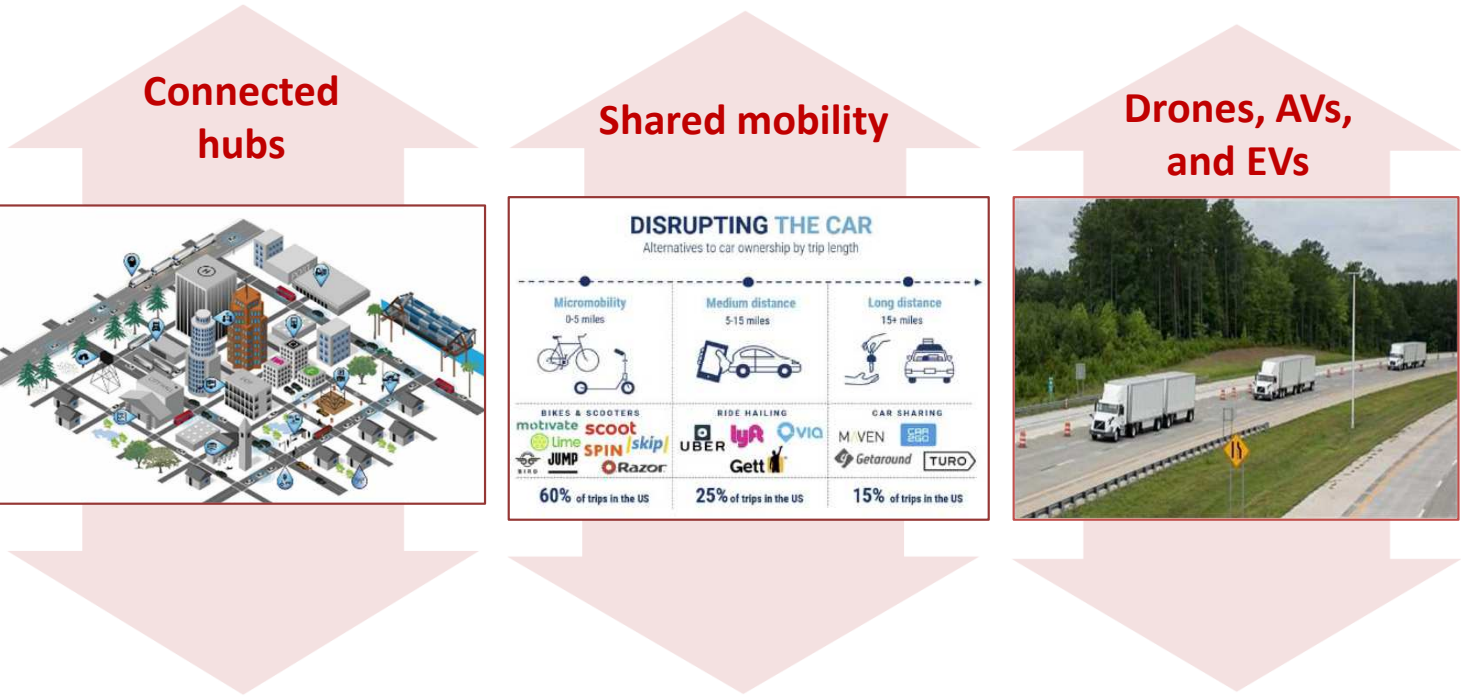 Connected
hubs
Shared mobility
Drones, AVs,
and EVs
DISRUPTING THE CAR
Alternatives to car ownership by trip length
Micromobility
0-5 miles
Medium distance
5-15 miles
Long distance
15+ miles
BIKES & SCOOTERS
motivate
scoot
Lime
SPIN
skip
BIRD
JUMP
Razor
RIDE HAILING
UBER
lyft
via
Gett
CAR SHARING
MAVEN
CAR
2GO
Getaround
TURO
60% of trips in the US
25% of trips in the US
15% of trips in the US